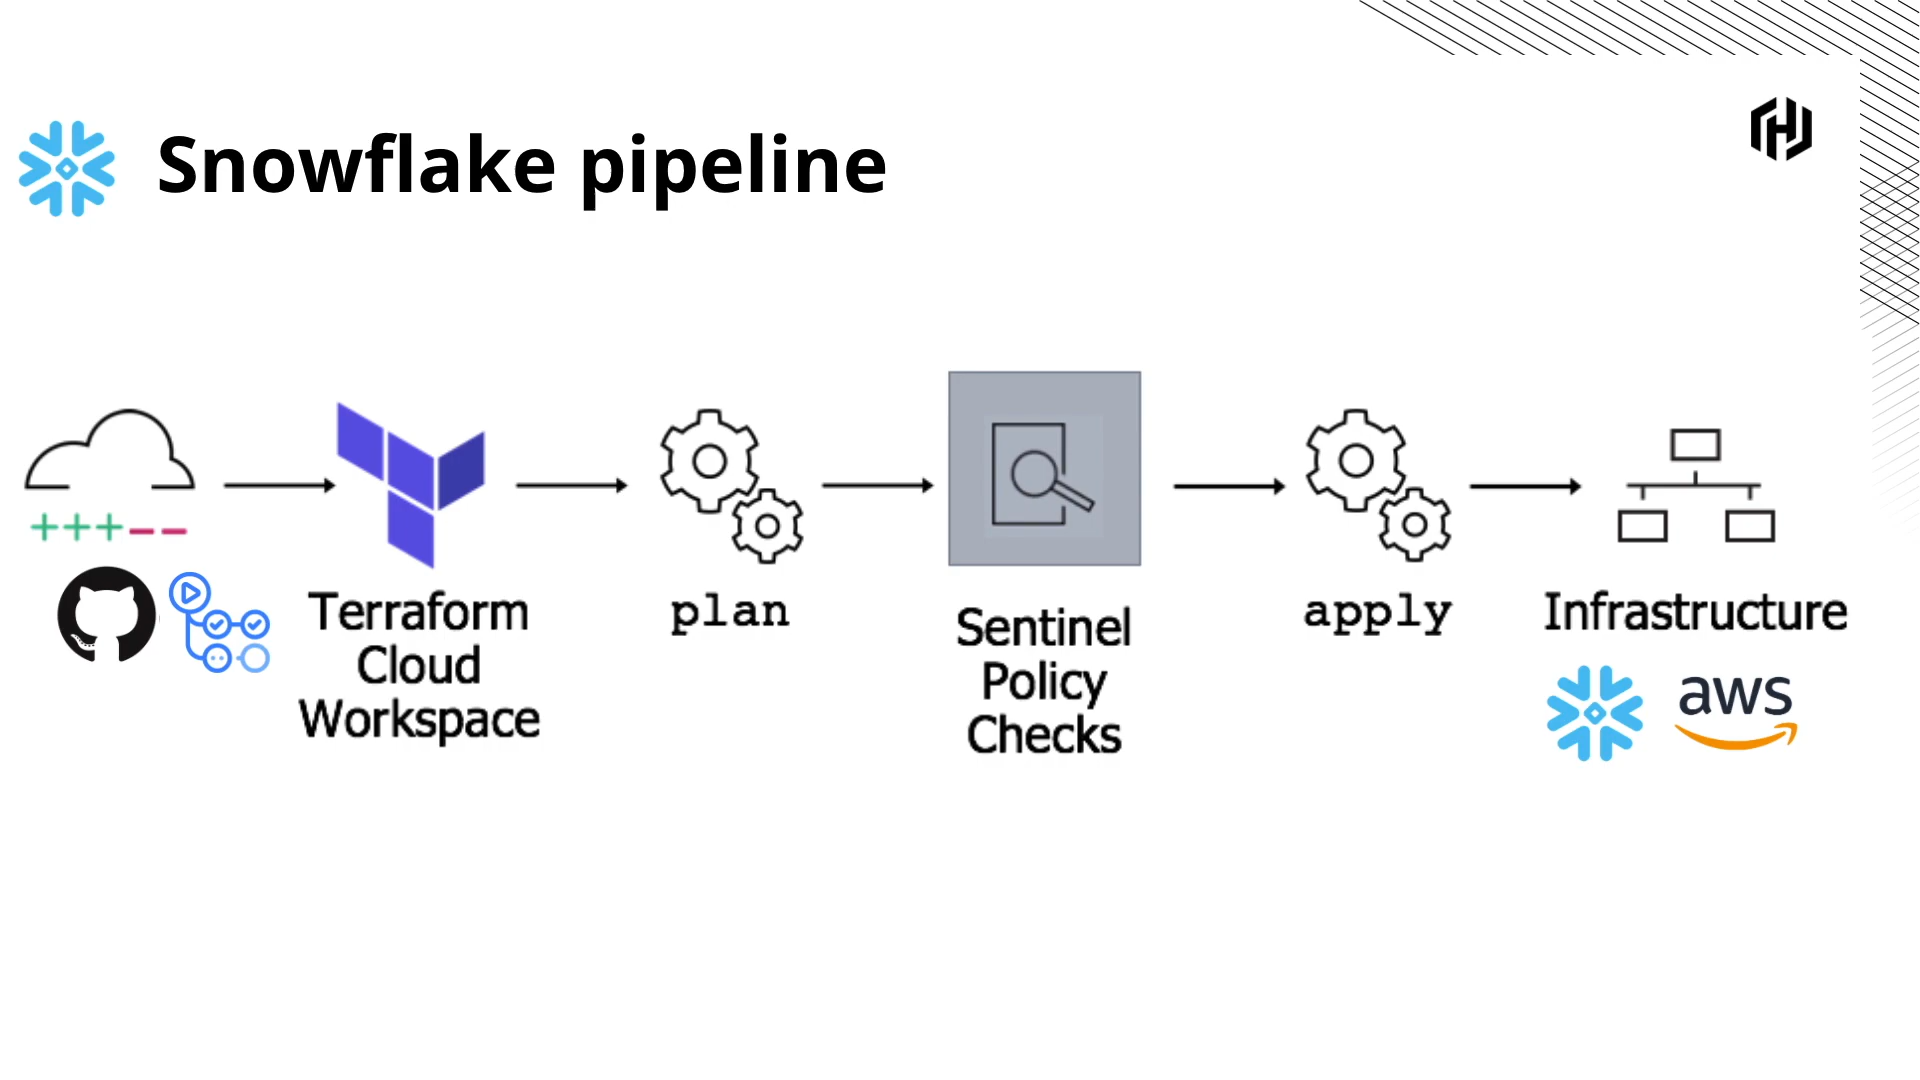 Snowflake pipeline
+++--
Terraform
Cloud
Workspace
plan
Sentinel
Policy
Checks
apply
Infrastructure
aws